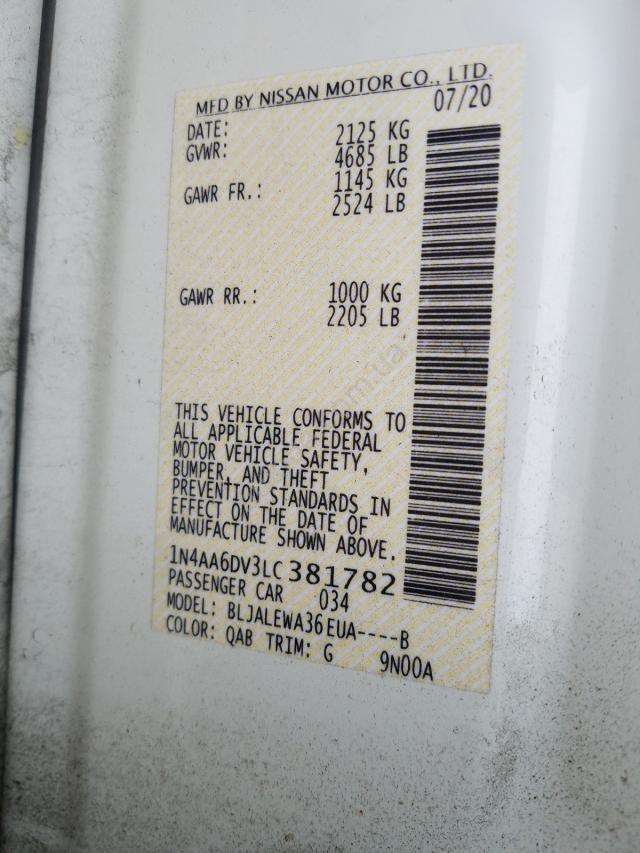 MFD BY NISSAN MOTOR CO., LTD.
DATE: 07/20
GVWR: 2125 KG
4685 LB
GAWR FR.: 1145 KG
2524 LB
GAWR RR.: 1000 KG
2205 LB
THIS VEHICLE CONFORMS TO
ALL APPLICABLE FEDERAL
MOTOR VEHICLE SAFETY,
BUMPER, AND THEFT
PREVENTION STANDARDS IN
EFFECT ON THE DATE OF
MANUFACTURE SHOWN ABOVE.
1N4AA6DV3LC381782
PASSENGER CAR 034
MODEL: BLJALEWA36EUA----B
COLOR: QAB TRIM: G 9N00A